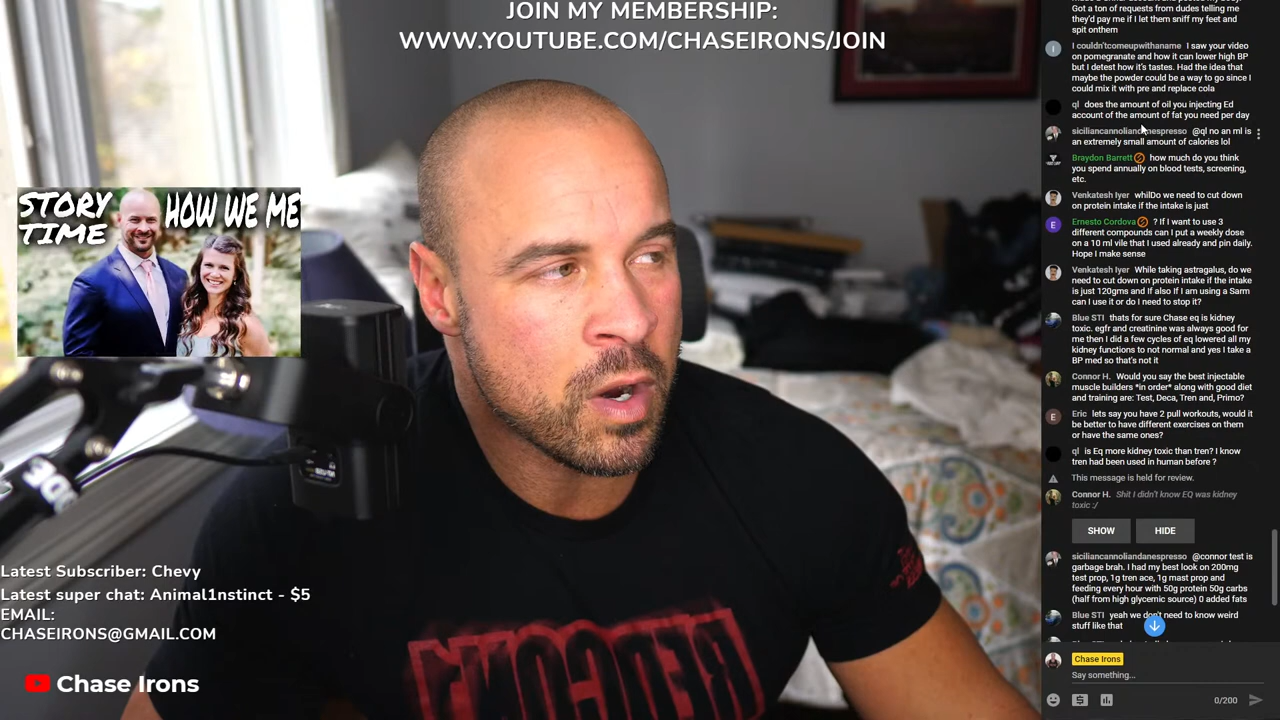 JOIN MY MEMBERSHIP:
WWW.YOUTUBE.COM/CHASEIRONS/JOIN
STORY TIME
HOW WE ME
Latest Subscriber: Chevy
Latest super chat: Animal1nstinct - $5
EMAIL:
CHASEIRONS@GMAIL.COM
Chase Irons
Got a ton of requests from dudes telling me
they'd pay me if I let them sniff my feet and
spit onthem
I couldn'tcomeupwithaname I saw your video
on pomegranate and how it can lower high BP
but I detest how it's tastes. Had the idea that
maybe the powder could be a way to go since I
could mix it with pre and replace cola
ql does the amount of oil you injecting Ed
account of the amount of fat you need per day
siciliancannoliandanespresso @ql no an ml is
an extremely small amount of calories lol
Braydon Barrett how much do you think
you spend annually on blood tests, screening,
etc.
Venkatesh Iyer whilDo we need to cut down
on protein intake if the intake is just
Ernesto Cordova ? If I want to use 3
different compounds can I put a weekly dose
on a 10 ml vile that I used already and pin daily.
Hope I make sense
Venkatesh Iyer While taking astragalus, do we
need to cut down on protein intake if the intake
is just 120gms and If also If I am using a Sarm
can I use it or do I need to stop it?
Blue STI thats for sure Chase eq is kidney
toxic. egfr and creatinine was always good for
me then I did a few cycles of eq lowered all my
kidney functions to not normal and yes I take a
BP med so that's not it
Connor H. Would you say the best injectable
muscle builders *in order* along with good diet
and training are: Test, Deca, Tren and, Primo?
Eric lets say you have 2 pull workouts, would it
be better to have different exercises on them
or have the same ones?
ql is Eq more kidney toxic than tren? I know
tren had been used in human before ?
This message is held for review.
Connor H. Shit I didn't know EQ was kidney
toxic :/
SHOW HIDE
siciliancannoliandanespresso @connor test is
garbage brah. I had my best look on 200mg
test prop, 1g tren ace, 1g mast prop and
feeding every hour with 50g protein 50g carbs
(half from high glycemic source) 0 added fats
Blue STI yeah we don't need to know weird
stuff like that
Chase Irons
Say something...
0/200